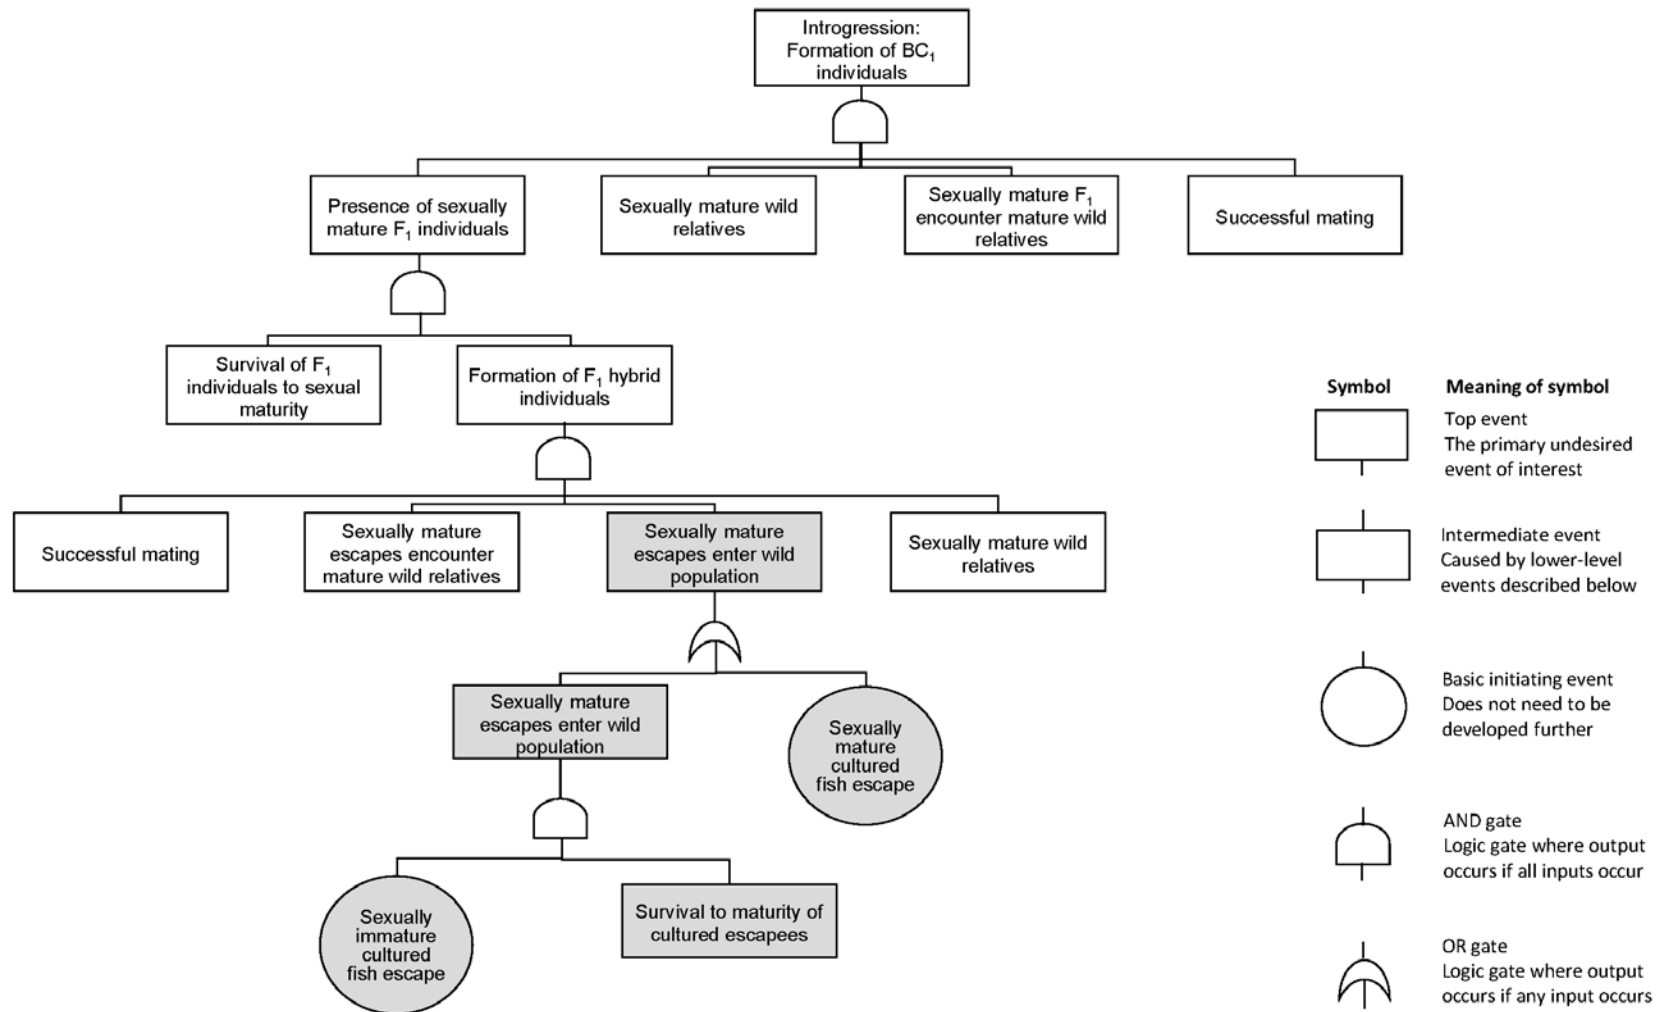 Introgression:
Formation of BC₁
individuals
Presence of sexually
mature F₁ individuals
Sexually mature wild
relatives
Sexually mature F₁
encounter mature wild
relatives
Successful mating
Survival of F₁
individuals to sexual
maturity
Formation of F₁ hybrid
individuals
Successful mating
Sexually mature
escapes encounter
mature wild relatives
Sexually mature
escapes enter wild
population
Sexually mature wild
relatives
Sexually mature
escapes enter wild
population
Sexually
mature
cultured
fish escape
Sexually
immature
cultured
fish escape
Survival to maturity of
cultured escapees
Symbol Meaning of symbol
Top event
The primary undesired
event of interest
Intermediate event
Caused by lower-level
events described below
Basic initiating event
Does not need to be
developed further
AND gate
Logic gate where output
occurs if all inputs occur
OR gate
Logic gate where output
occurs if any input occurs